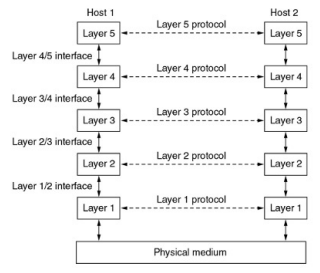 Host 1 Host 2
Layer 5 Layer 5 protocol Layer 5
Layer 4/5 interface
Layer 4 Layer 4 protocol Layer 4
Layer 3/4 interface
Layer 3 Layer 3 protocol Layer 3
Layer 2/3 interface
Layer 2 Layer 2 protocol Layer 2
Layer 1/2 interface
Layer 1 Layer 1 protocol Layer 1
Physical medium